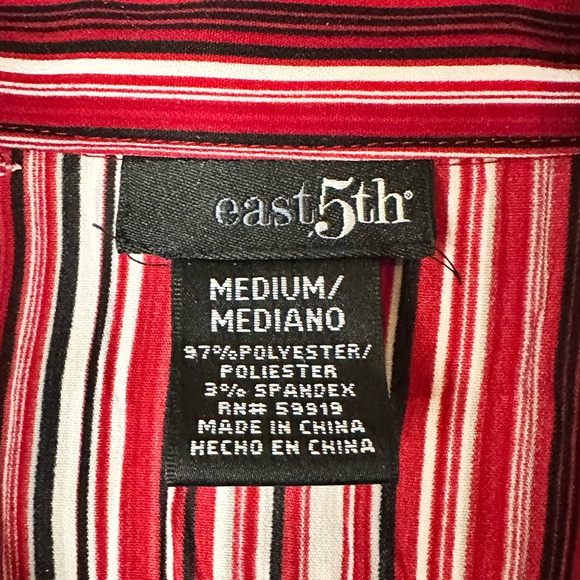 east5th®
MEDIUM/
MEDIANO
97%POLYESTER/
POLIESTER
3% SPANDEX
RN# 59919
MADE IN CHINA
HECHO EN CHINA